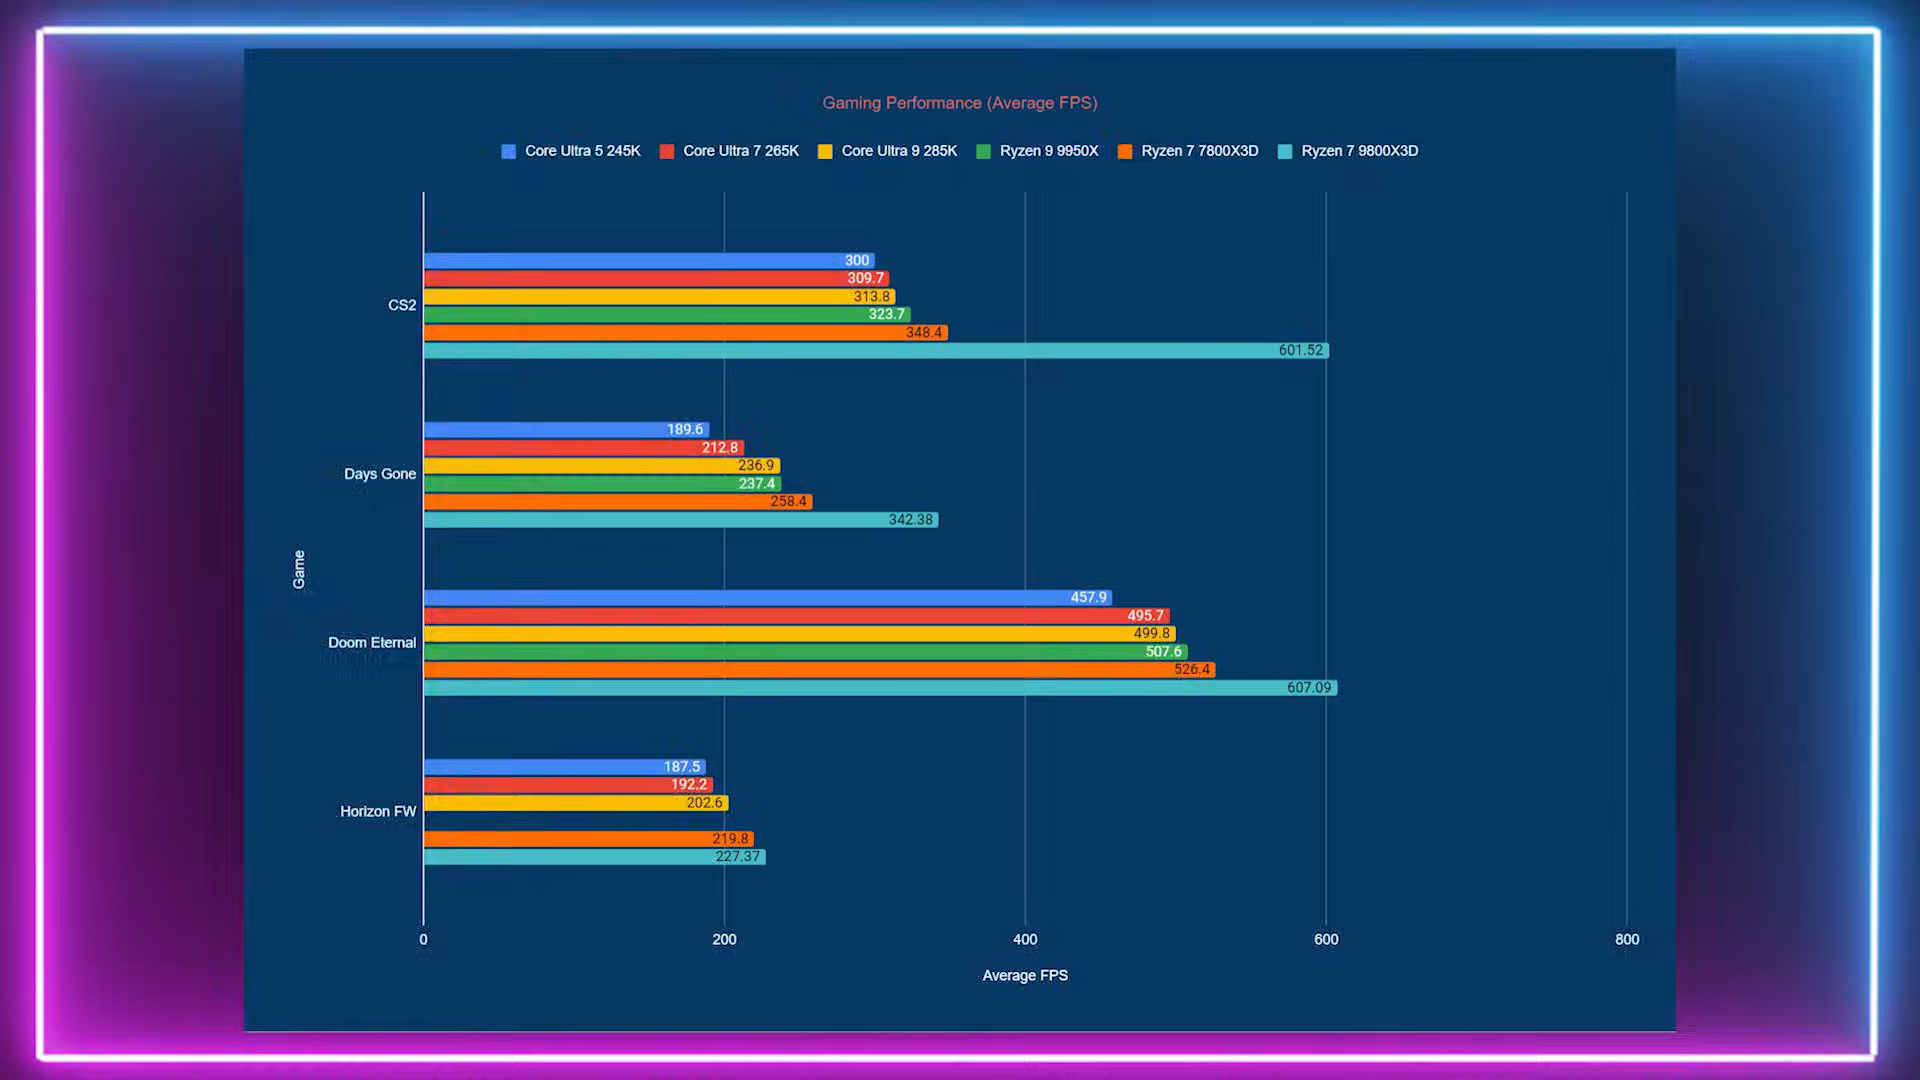 Gaming Performance (Average FPS)
Core Ultra 5 245K Core Ultra 7 265K Core Ultra 9 285K Ryzen 9 9950X Ryzen 7 7800X3D Ryzen 7 9800X3D
Game
CS2
300
309.7
313.8
323.7
348.4
601.52
Days Gone
189.6
212.8
236.9
237.4
258.4
342.38
Doom Eternal
457.9
495.7
499.8
507.6
526.4
607.09
Horizon FW
187.5
192.2
202.6
219.8
227.37
0 200 400 600 800
Average FPS